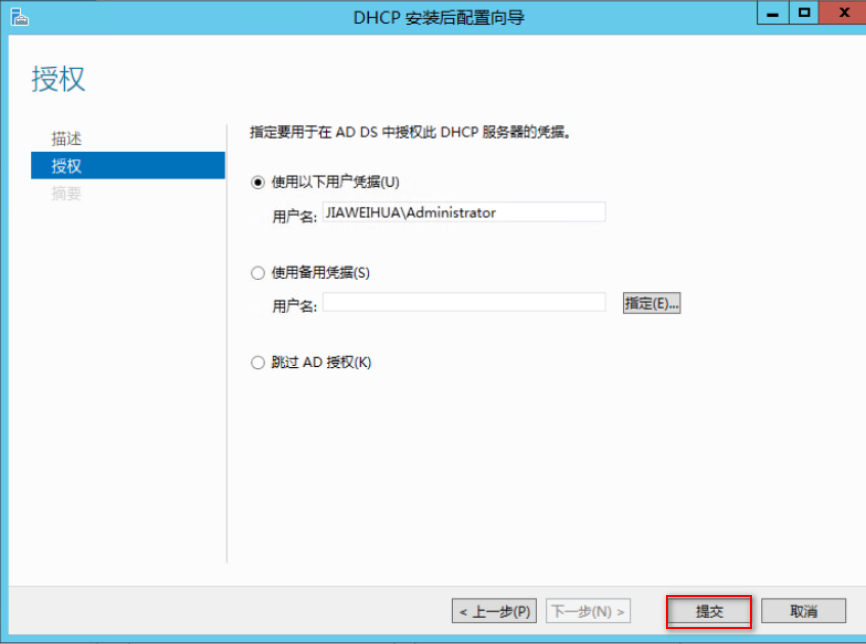 DHCP 安装后配置向导
授权
描述
授权
摘要
指定要用于在 AD DS 中授权此 DHCP 服务器的凭据。
使用以下用户凭据(U)
用户名: JIAWEIHUA\Administrator
使用备用凭据(S)
用户名:
指定(E)...
跳过 AD 授权(K)
< 上一步(P) 下一步(N) > 提交 取消